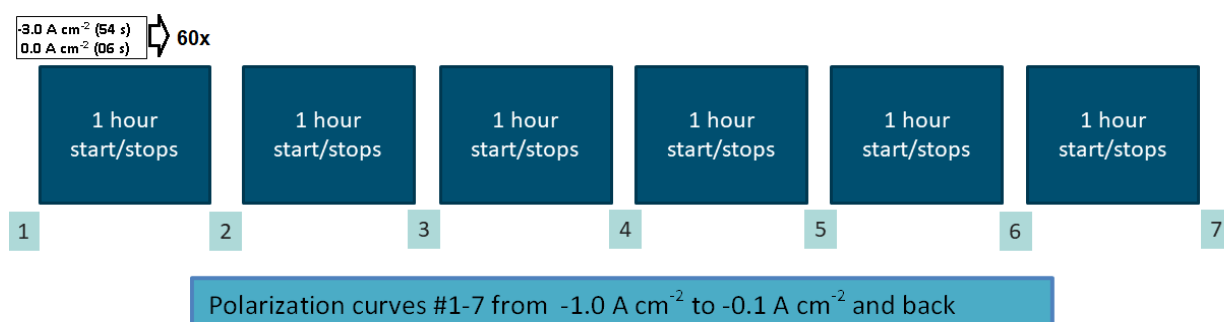 -3.0 A cm⁻² (54 s)
0.0 A cm⁻² (06 s)
60x
1 hour
start/stops
1 hour
start/stops
1 hour
start/stops
1 hour
start/stops
1 hour
start/stops
1 hour
start/stops
1
2
3
4
5
6
7
Polarization curves #1-7 from -1.0 A cm⁻² to -0.1 A cm⁻² and back